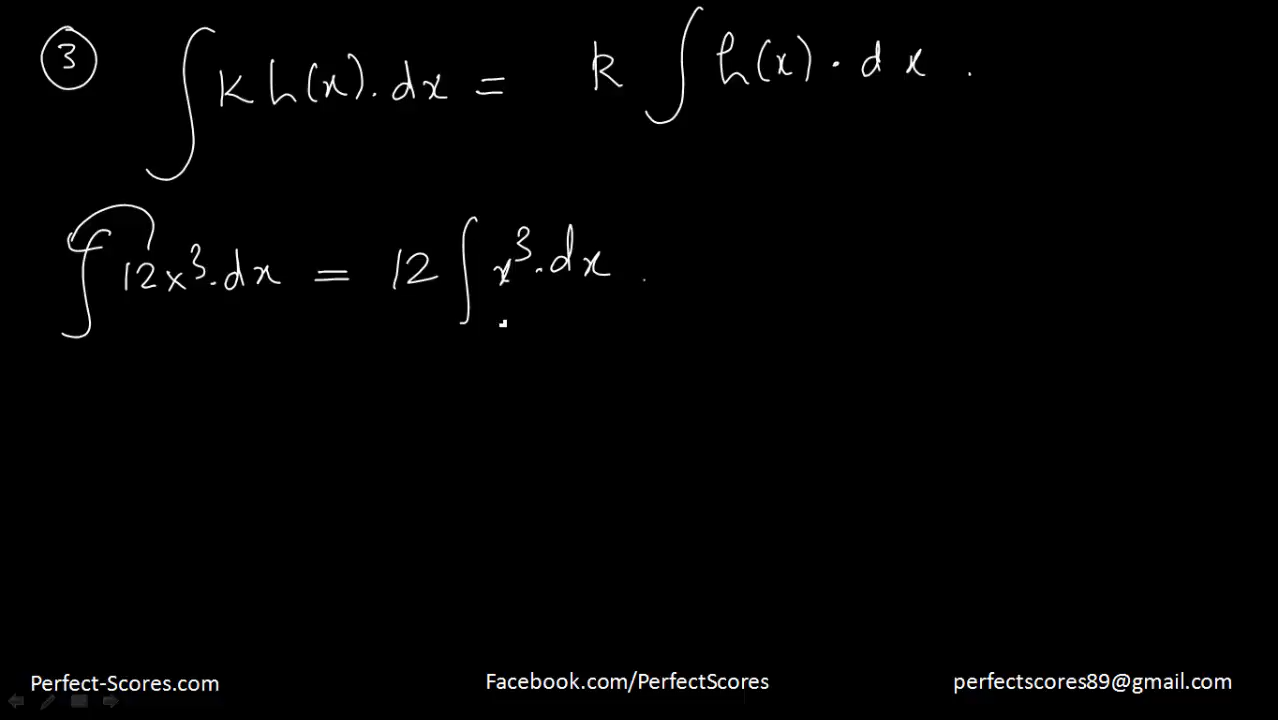 ③ ∫ k h(x). dx = k ∫ h(x) . dx .
∫ 12x³.dx = 12 ∫ x³.dx .
Perfect-Scores.com Facebook.com/PerfectScores perfectscores89@gmail.com